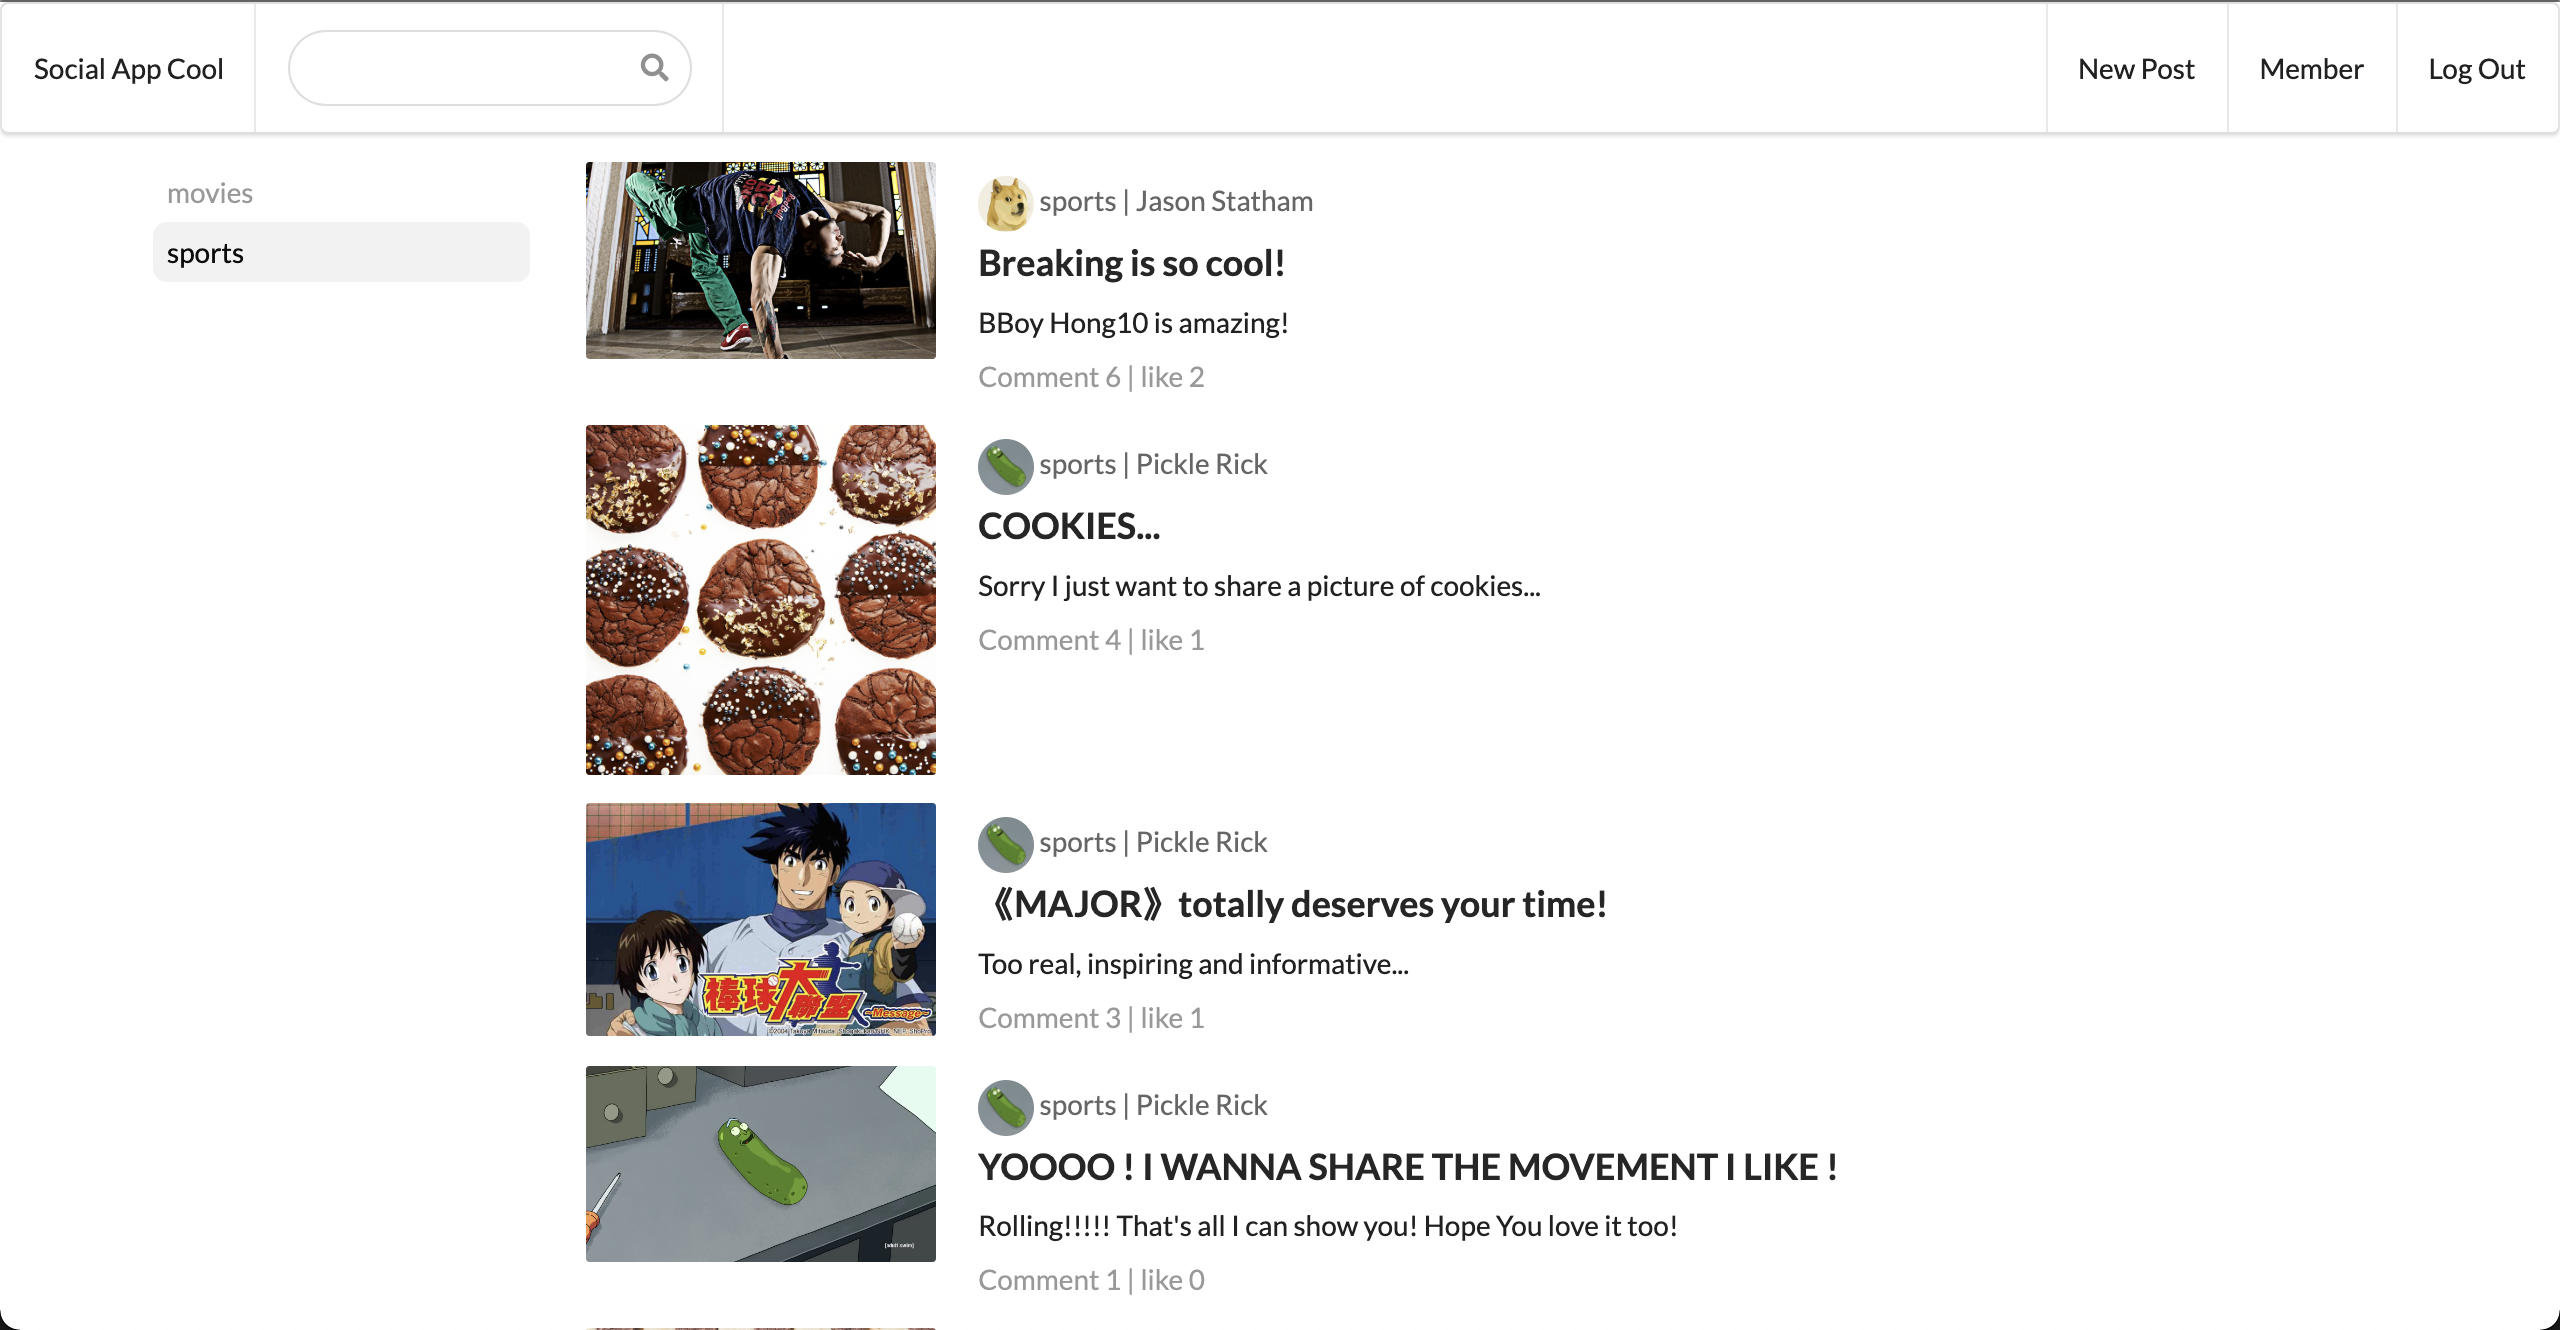 Social App Cool
New Post
Member
Log Out
movies
sports
sports | Jason Statham
Breaking is so cool!
BBoy Hong10 is amazing!
Comment 6 | like 2
sports | Pickle Rick
COOKIES...
Sorry I just want to share a picture of cookies...
Comment 4 | like 1
棒球大聯盟
~Message~
sports | Pickle Rick
《MAJOR》totally deserves your time!
Too real, inspiring and informative...
Comment 3 | like 1
[adult swim]
sports | Pickle Rick
YOOOO ! I WANNA SHARE THE MOVEMENT I LIKE !
Rolling!!!!! That's all I can show you! Hope You love it too!
Comment 1 | like 0